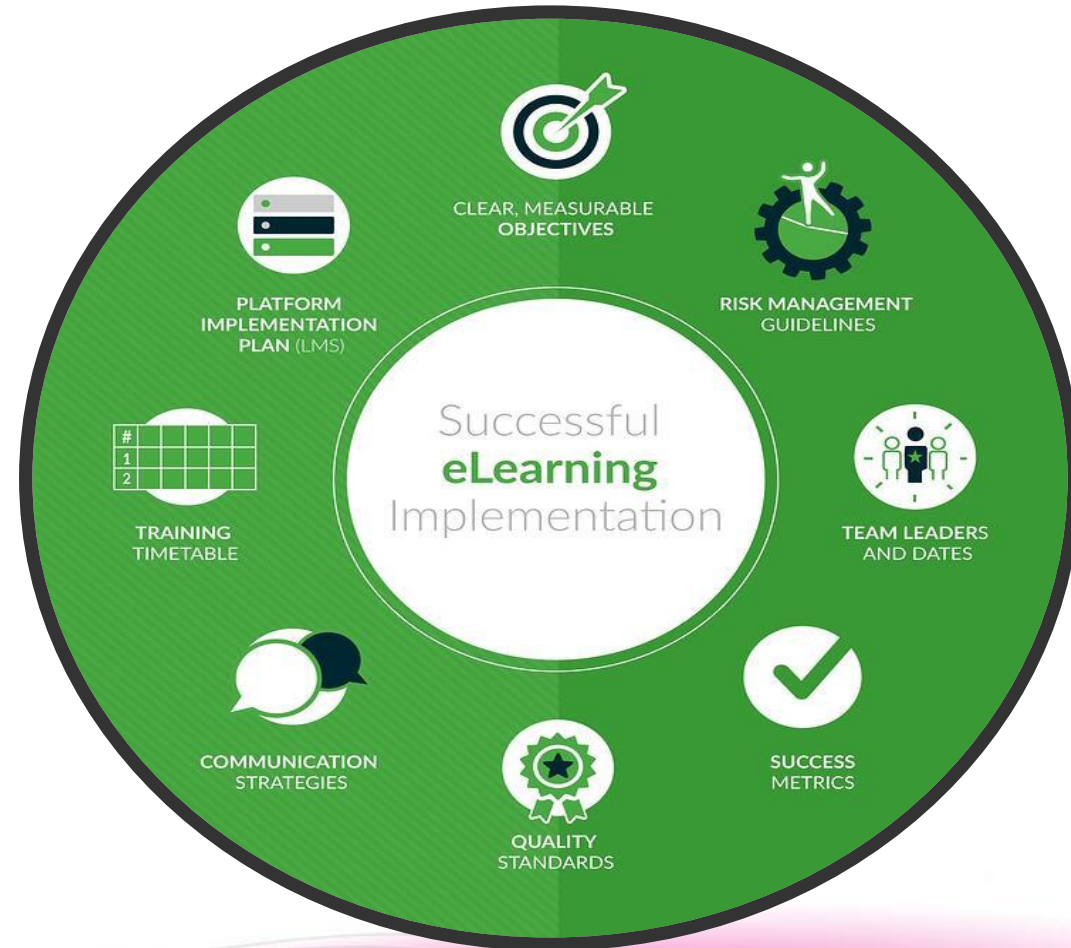 CLEAR, MEASURABLE
OBJECTIVES
RISK MANAGEMENT
GUIDELINES
TEAM LEADERS
AND DATES
SUCCESS
METRICS
QUALITY
STANDARDS
COMMUNICATION
STRATEGIES
#
1
2
TRAINING
TIMETABLE
PLATFORM
IMPLEMENTATION
PLAN (LMS)
Successful
eLearning
Implementation